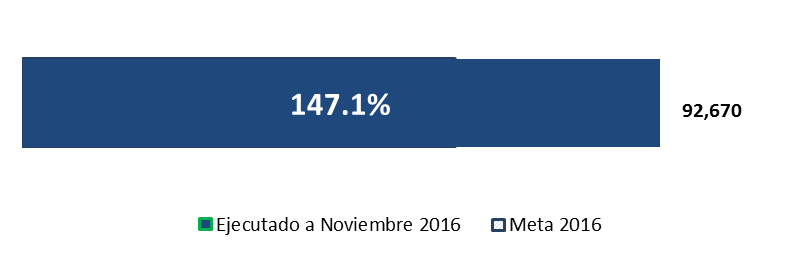 147.1%
92,670
Ejecutado a Noviembre 2016
Meta 2016